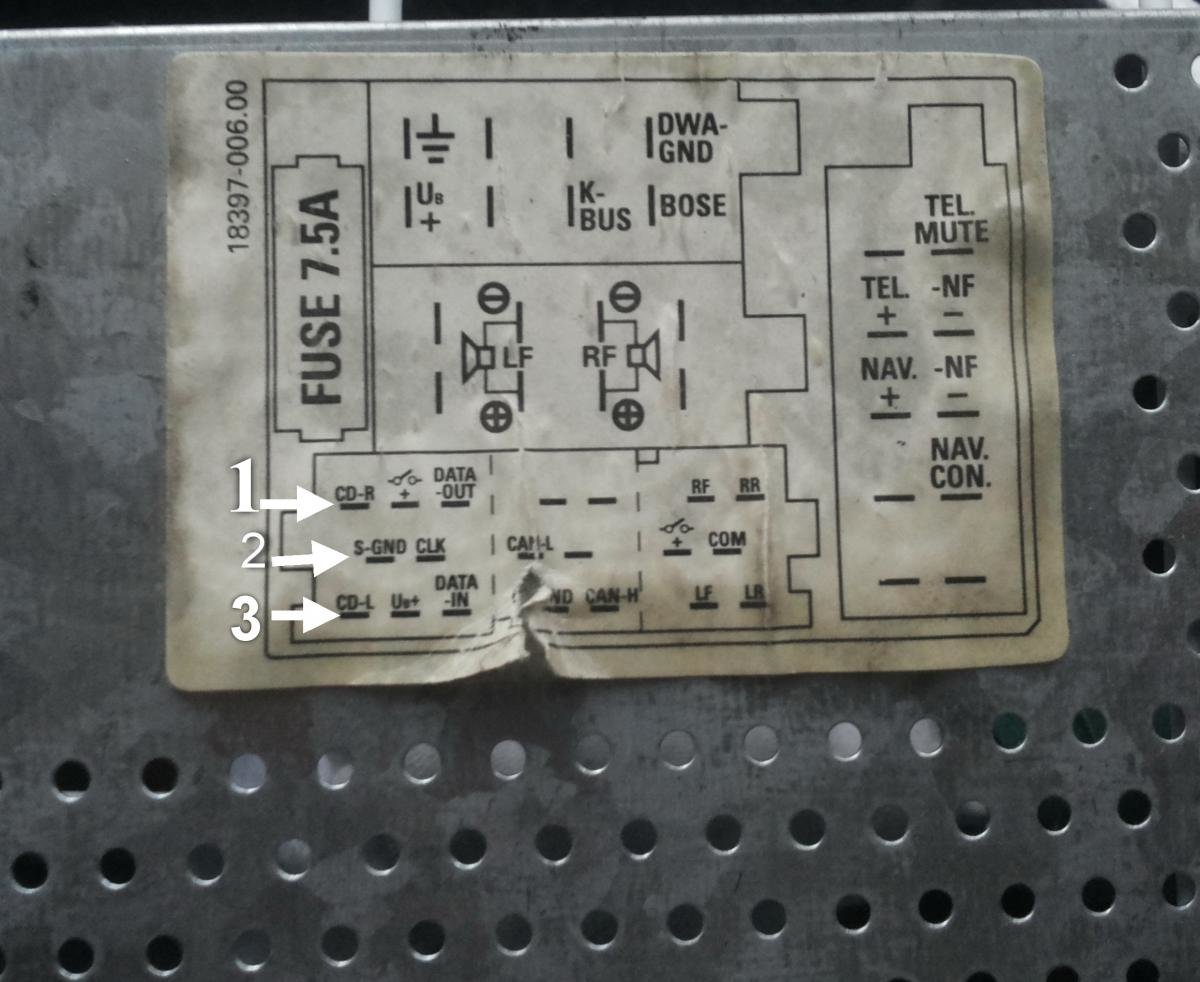 18397-006.00
FUSE 7.5A
DWA-
GND
UB
+
K-
BUS
BOSE
LF
RF
TEL.
MUTE
TEL.
+
-NF
−
NAV.
+
-NF
−
NAV.
CON.
1
CD-R
+
DATA
-OUT
RF
RR
2
S-GND
CLK
CAN-L
+
COM
3
CD-L
UB+
DATA
-IN
CAN-H
LF
LR